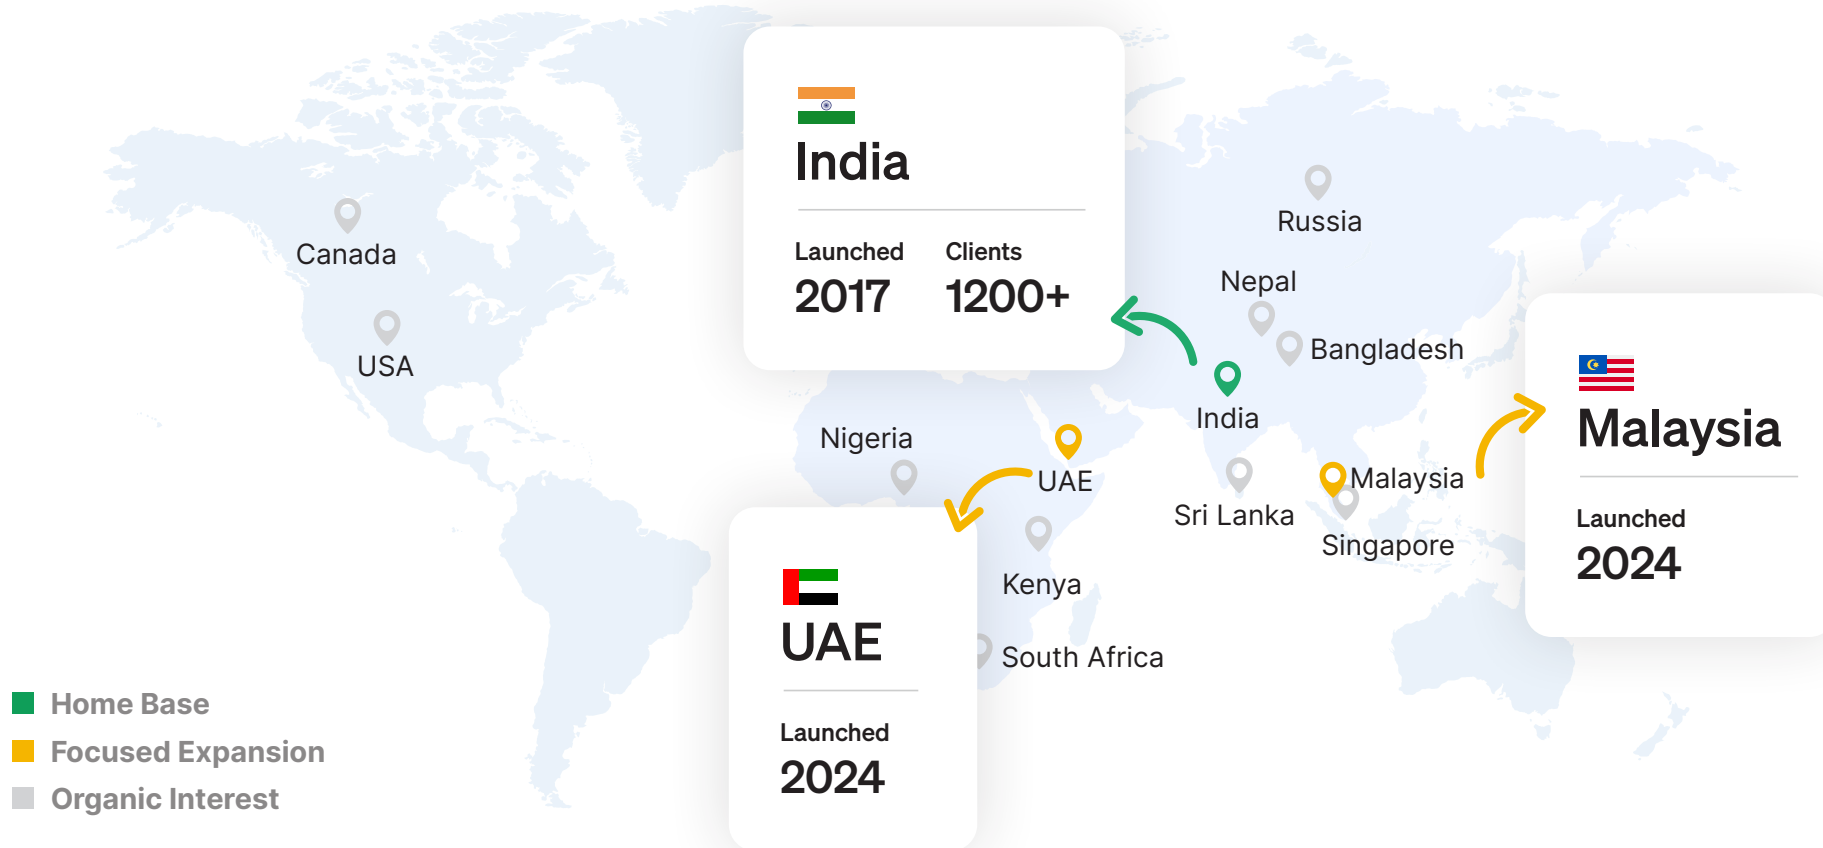 India
Launched
2017
Clients
1200+
Canada
USA
Russia
Nepal
Bangladesh
India
Nigeria
UAE
Sri Lanka
Malaysia
Singapore
Kenya
South Africa
Malaysia
Launched
2024
UAE
Launched
2024
Home Base
Focused Expansion
Organic Interest